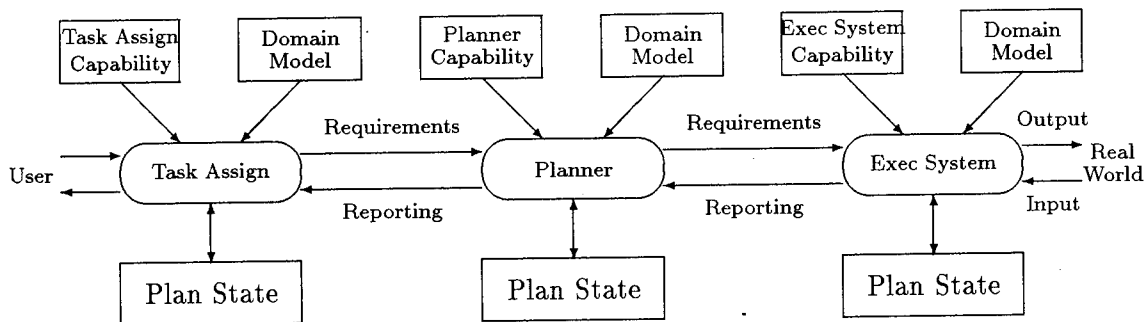 Task Assign
Capability
Domain
Model
Planner
Capability
Domain
Model
Exec System
Capability
Domain
Model
Requirements
Requirements
Output
User
Task Assign
Planner
Exec System
Real
World
Reporting
Reporting
Input
Plan State
Plan State
Plan State